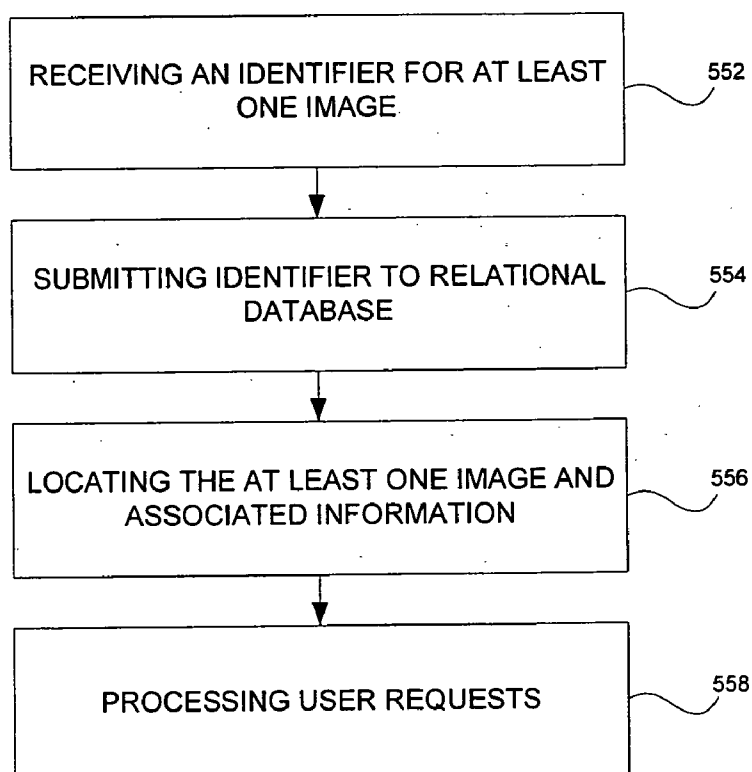 RECEIVING AN IDENTIFIER FOR AT LEAST
ONE IMAGE
552
SUBMITTING IDENTIFIER TO RELATIONAL
DATABASE
554
LOCATING THE AT LEAST ONE IMAGE AND
ASSOCIATED INFORMATION
556
PROCESSING USER REQUESTS
558